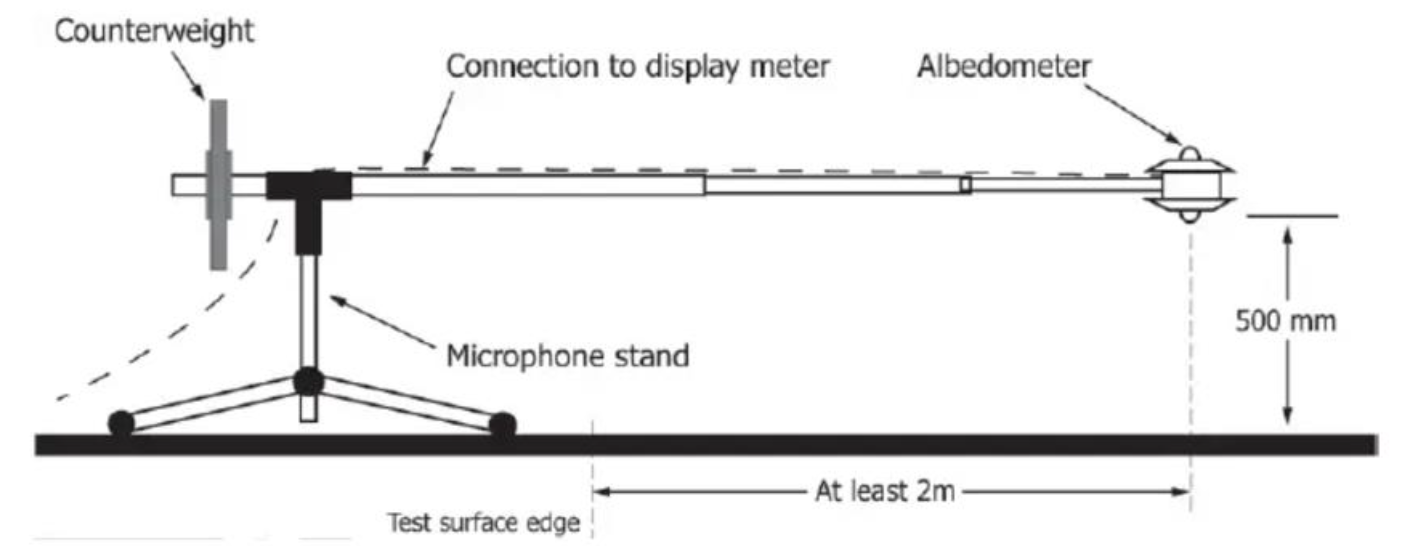 Counterweight
Connection to display meter
Albedometer
500 mm
Microphone stand
At least 2m
Test surface edge